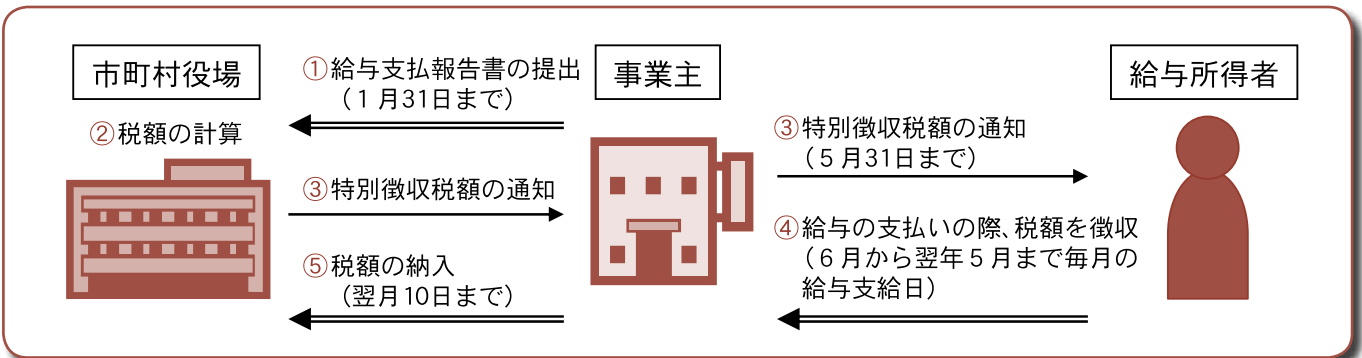 市町村役場
②税額の計算
①給与支払報告書の提出
（1月31日まで）
③特別徴収税額の通知
⑤税額の納入
（翌月10日まで）
事業主
③特別徴収税額の通知
（5月31日まで）
④給与の支払いの際、税額を徴収
（6月から翌年5月まで毎月の
給与支給日）
給与所得者